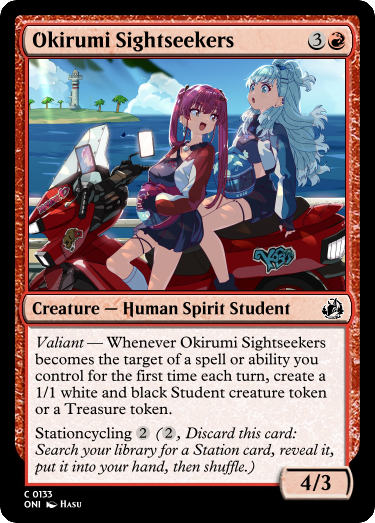 Okirumi Sightseekers 3
Creature — Human Spirit Student
Valiant — Whenever Okirumi Sightseekers
becomes the target of a spell or ability you
control for the first time each turn, create a
1/1 white and black Student creature token
or a Treasure token.
Stationcycling 2 (2, Discard this card:
Search your library for a Station card, reveal it,
put it into your hand, then shuffle.)
4/3
C 0133
ONI HASU